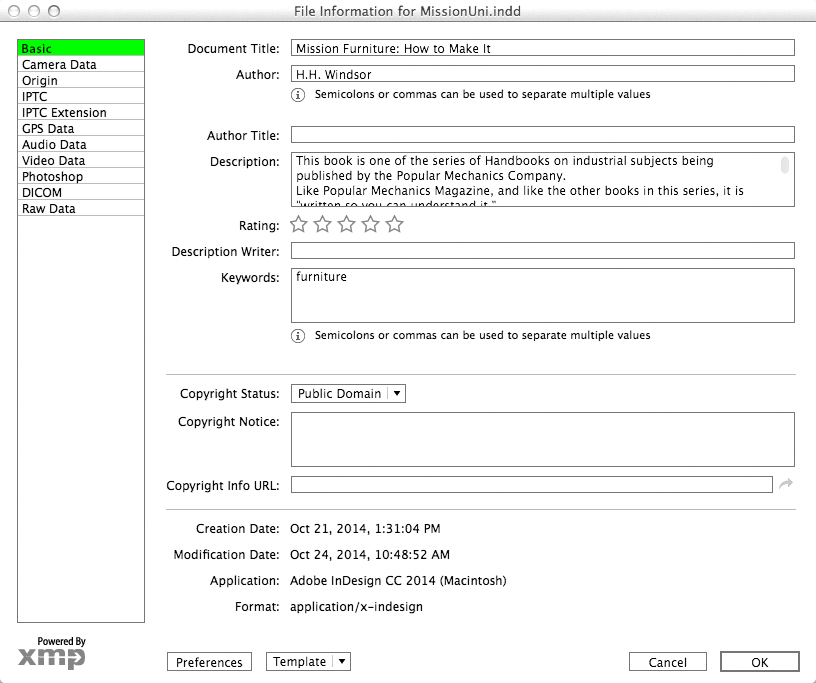 File Information for MissionUni.indd
Basic
Camera Data
Origin
IPTC
IPTC Extension
GPS Data
Audio Data
Video Data
Photoshop
DICOM
Raw Data
Document Title: Mission Furniture: How to Make It
Author: H.H. Windsor
Semicolons or commas can be used to separate multiple values
Author Title:
Description: This book is one of the series of Handbooks on industrial subjects being
published by the Popular Mechanics Company.
Like Popular Mechanics Magazine, and like the other books in this series, it is
"written so you can understand it."
Rating:
Description Writer:
Keywords: furniture
Semicolons or commas can be used to separate multiple values
Copyright Status: Public Domain
Copyright Notice:
Copyright Info URL:
Creation Date: Oct 21, 2014, 1:31:04 PM
Modification Date: Oct 24, 2014, 10:48:52 AM
Application: Adobe InDesign CC 2014 (Macintosh)
Format: application/x-indesign
Powered By
xmp
Preferences
Template
Cancel
OK